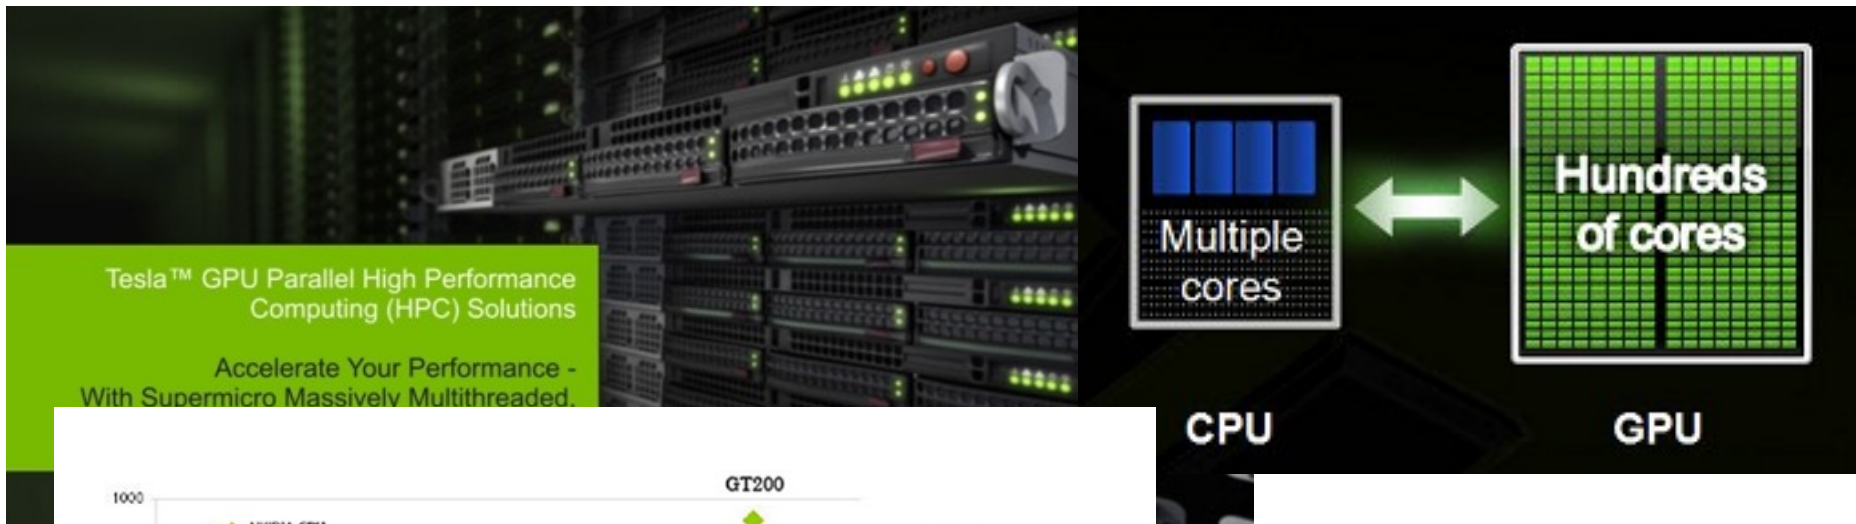 Tesla™ GPU Parallel High Performance
Computing (HPC) Solutions
Accelerate Your Performance -
With Supermicro Massively Multithreaded,
Multiple
cores
Hundreds
of cores
CPU
GPU
GT200
1000